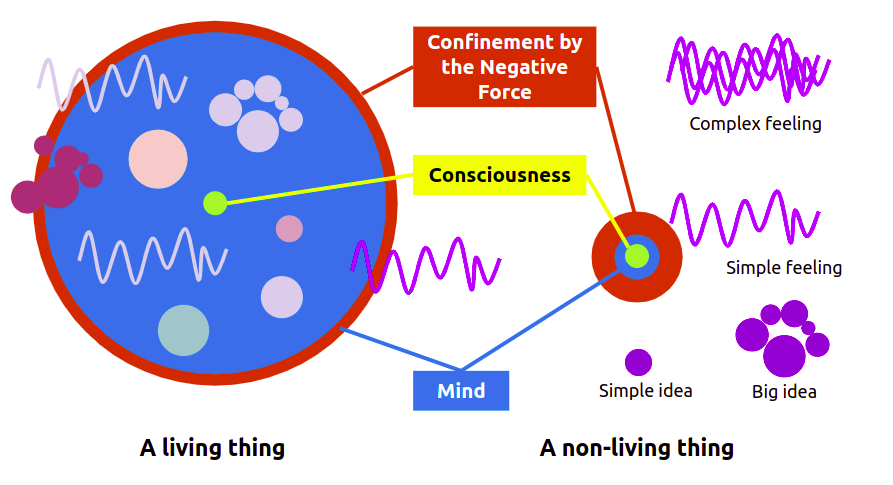 Confinement by
the Negative
Force
Complex feeling
Consciousness
Simple feeling
Mind
Simple idea
Big idea
A living thing
A non-living thing